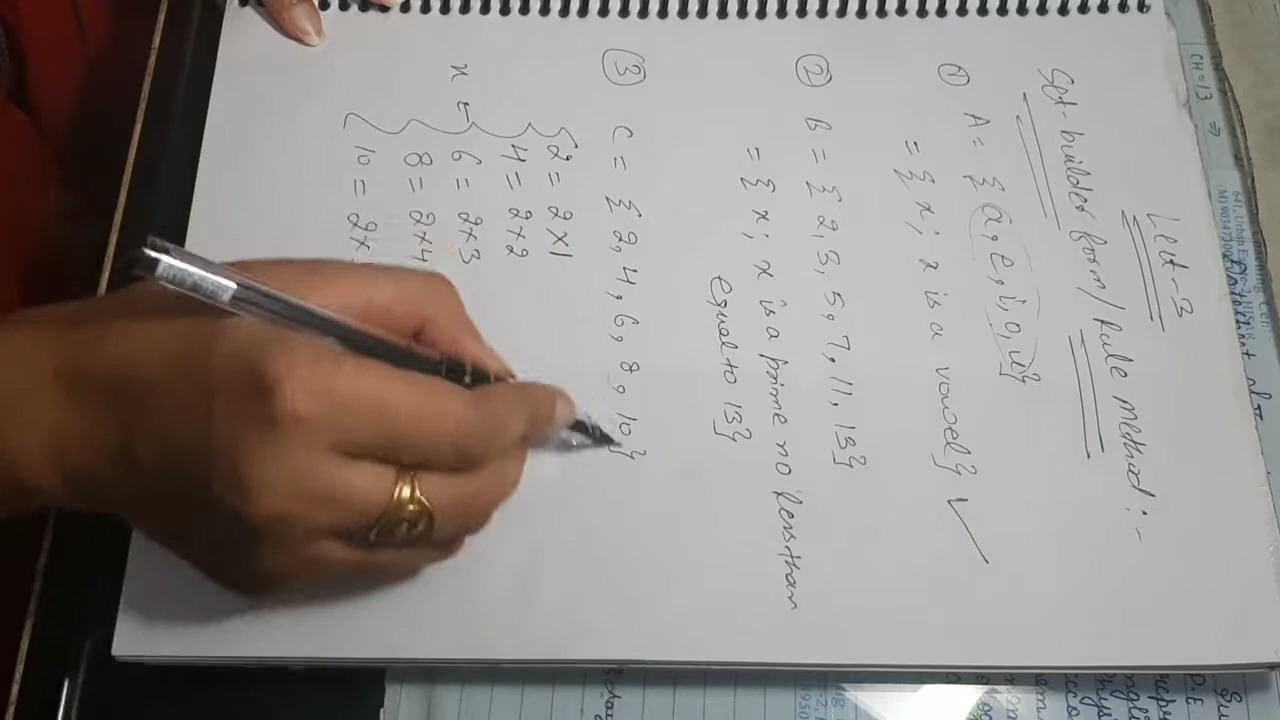 Lect-3
Set-builder form/Rule Method:-
① A = {a, e, i, o, u}
= {x; x is a vowel} ✓
② B = {2, 3, 5, 7, 11, 13}
= {x; x is a prime no less than
equal to 13}
③ C = {2, 4, 6, 8, 10}
2 = 2×1
4 = 2×2
x 6 = 2×3
8 = 2×4
10 = 2×
CH=13 ⇒